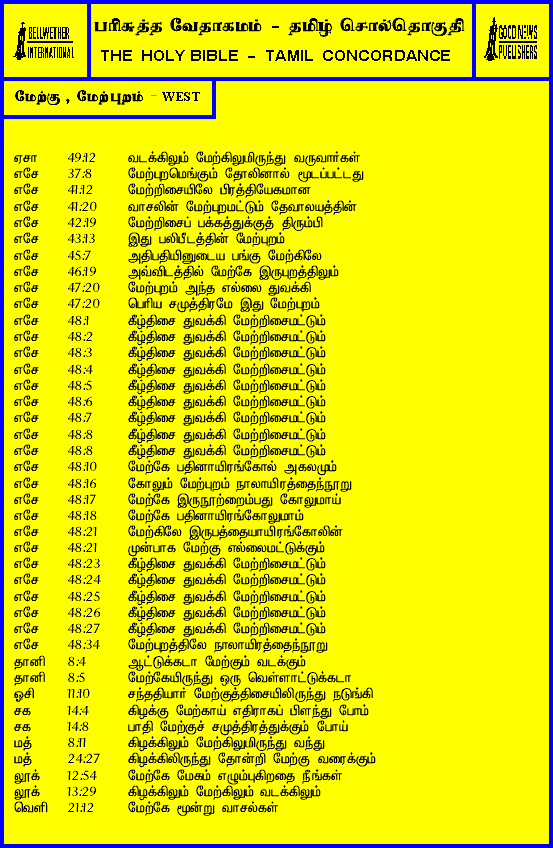 BELLWETHER INTERNATIONAL
பரிசுத்த வேதாகமம் - தமிழ் சொல்தொகுதி
THE HOLY BIBLE - TAMIL CONCORDANCE
GOOD NEWS PUBLISHERS
மேற்கு , மேற்புறம் - WEST
ஏசா 49:12 வடக்கிலும் மேற்கிலுமிருந்து வருவார்கள்
எசே 37:8 மேற்புறமெங்கும் தோலினால் மூடப்பட்டது
எசே 41:12 மேற்றிசையிலே பிரத்தியேகமான
எசே 41:20 வாசலின் மேற்புறமட்டும் தேவாலயத்தின்
எசே 42:19 மேற்றிசைப் பக்கத்துக்குத் திரும்பி
எசே 43:13 இது பலிபீடத்தின் மேற்புறம்
எசே 45:7 அதிபதியினுடைய பங்கு மேற்கிலே
எசே 46:19 அவ்விடத்தில் மேற்கே இருபுறத்திலும்
எசே 47:20 மேற்புறம் அந்த எல்லை துவக்கி
எசே 47:20 பெரிய சமுத்திரமே இது மேற்புறம்
எசே 48:1 கீழ்திசை துவக்கி மேற்றிசைமட்டும்
எசே 48:2 கீழ்திசை துவக்கி மேற்றிசைமட்டும்
எசே 48:3 கீழ்திசை துவக்கி மேற்றிசைமட்டும்
எசே 48:4 கீழ்திசை துவக்கி மேற்றிசைமட்டும்
எசே 48:5 கீழ்திசை துவக்கி மேற்றிசைமட்டும்
எசே 48:6 கீழ்திசை துவக்கி மேற்றிசைமட்டும்
எசே 48:7 கீழ்திசை துவக்கி மேற்றிசைமட்டும்
எசே 48:8 கீழ்திசை துவக்கி மேற்றிசைமட்டும்
எசே 48:8 கீழ்திசை துவக்கி மேற்றிசைமட்டும்
எசே 48:10 மேற்கே பதினாயிரங்கோல் அகலமும்
எசே 48:16 கோலும் மேற்புறம் நாலாயிரத்தைந்நூறு
எசே 48:17 மேற்கே இருநூற்றைம்பது கோலுமாய்
எசே 48:18 மேற்கே பதினாயிரங்கோலுமாம்
எசே 48:21 மேற்கிலே இருபத்தையாயிரங்கோலின்
எசே 48:21 முன்பாக மேற்கு எல்லைமட்டுக்கும்
எசே 48:23 கீழ்திசை துவக்கி மேற்றிசைமட்டும்
எசே 48:24 கீழ்திசை துவக்கி மேற்றிசைமட்டும்
எசே 48:25 கீழ்திசை துவக்கி மேற்றிசைமட்டும்
எசே 48:26 கீழ்திசை துவக்கி மேற்றிசைமட்டும்
எசே 48:27 கீழ்திசை துவக்கி மேற்றிசைமட்டும்
எசே 48:34 மேற்புறத்திலே நாலாயிரத்தைந்நூறு
தானி 8:4 ஆட்டுக்கடா மேற்கும் வடக்கும்
தானி 8:5 மேற்கேயிருந்து ஒரு வெள்ளாட்டுக்கடா
ஓசி 11:10 சந்ததியார் மேற்குத்திசையிலிருந்து நடுங்கி
சக 14:4 கிழக்கு மேற்காய் எதிராகப் பிளந்து போம்
சக 14:8 பாதி மேற்குச் சமுத்திரத்துக்கும் போய்
மத் 8:11 கிழக்கிலும் மேற்கிலுமிருந்து வந்து
மத் 24:27 கிழக்கிலிருந்து தோன்றி மேற்கு வரைக்கும்
லூக் 12:54 மேற்கே மேகம் எழும்புகிறதை நீங்கள்
லூக் 13:29 கிழக்கிலும் மேற்கிலும் வடக்கிலும்
வெளி 21:12 மேற்கே மூன்று வாசல்கள்